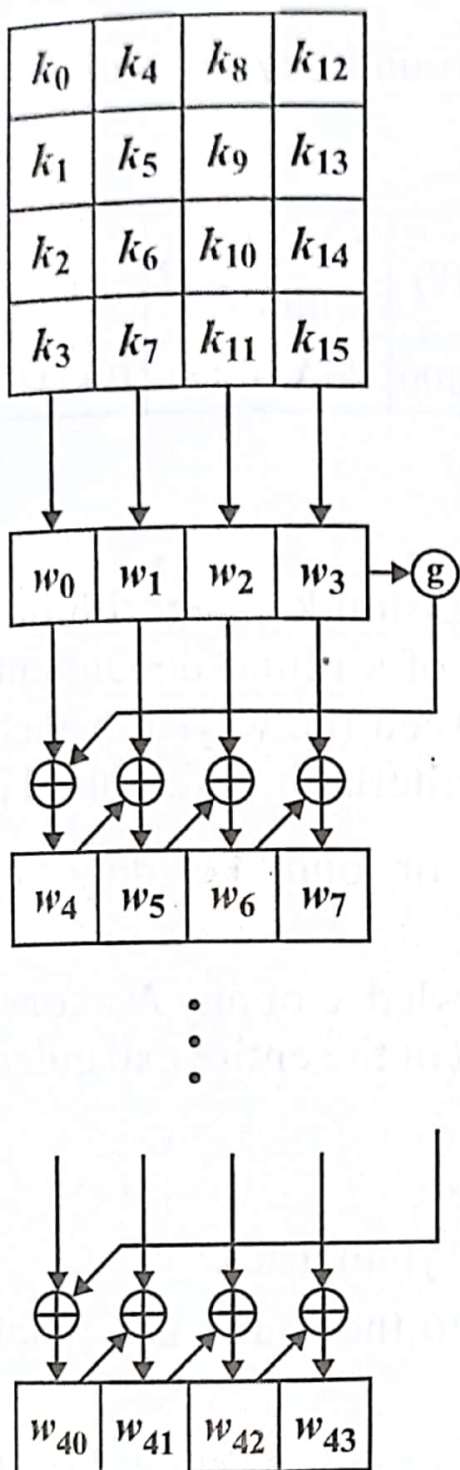 k₀ k₄ k₈ k₁₂
k₁ k₅ k₉ k₁₃
k₂ k₆ k₁₀ k₁₄
k₃ k₇ k₁₁ k₁₅
w₀ w₁ w₂ w₃ g
w₄ w₅ w₆ w₇
w₄₀ w₄₁ w₄₂ w₄₃